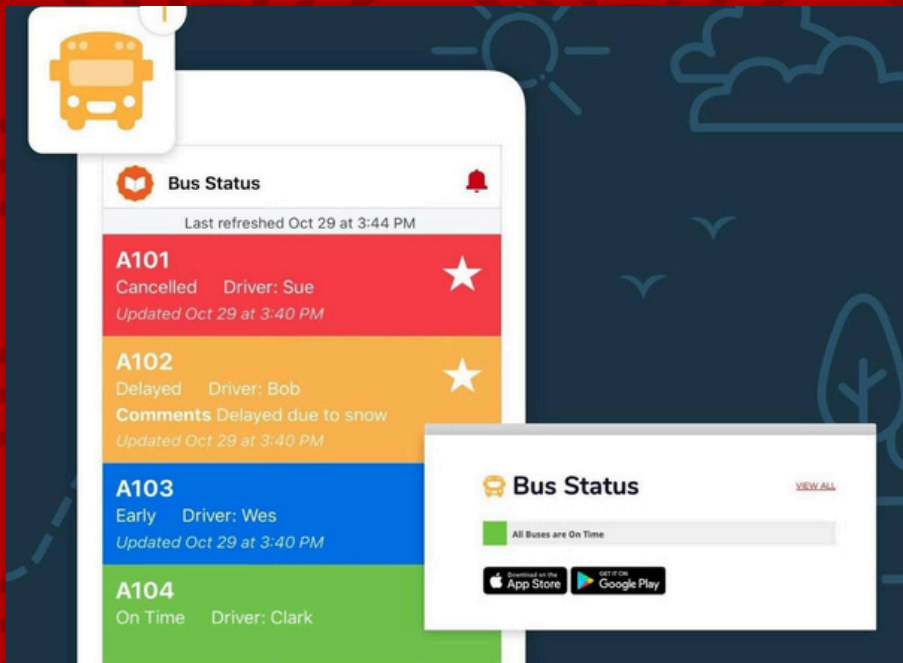 Bus Status
Last refreshed Oct 29 at 3:44 PM
A101
Cancelled Driver: Sue
Updated Oct 29 at 3:40 PM
A102
Delayed Driver: Bob
Comments Delayed due to snow
Updated Oct 29 at 3:40 PM
A103
Early Driver: Wes
Updated Oct 29 at 3:40 PM
A104
On Time Driver: Clark
Bus Status
VIEW ALL
All Buses are On Time
Download on the
App Store
GET IT ON
Google Play